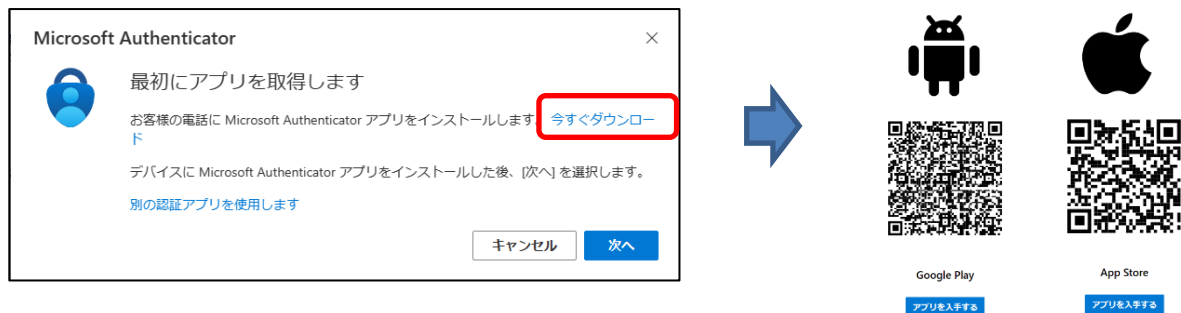 Microsoft Authenticator
最初にアプリを取得します
お客様の電話に Microsoft Authenticator アプリをインストールします。今すぐダウンロー
ド
デバイスに Microsoft Authenticator アプリをインストールした後、[次へ] を選択します。
別の認証アプリを使用します
キャンセル
次へ
Google Play
App Store
アプリを入手する
アプリを入手する